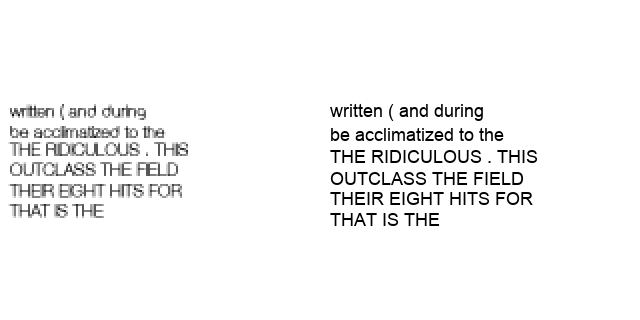 written ( and during
be acclimatized to the
THE RIDICULOUS . THIS
OUTCLASS THE FIELD
THEIR EIGHT HITS FOR
THAT IS THE
written ( and during
be acclimatized to the
THE RIDICULOUS . THIS
OUTCLASS THE FIELD
THEIR EIGHT HITS FOR
THAT IS THE